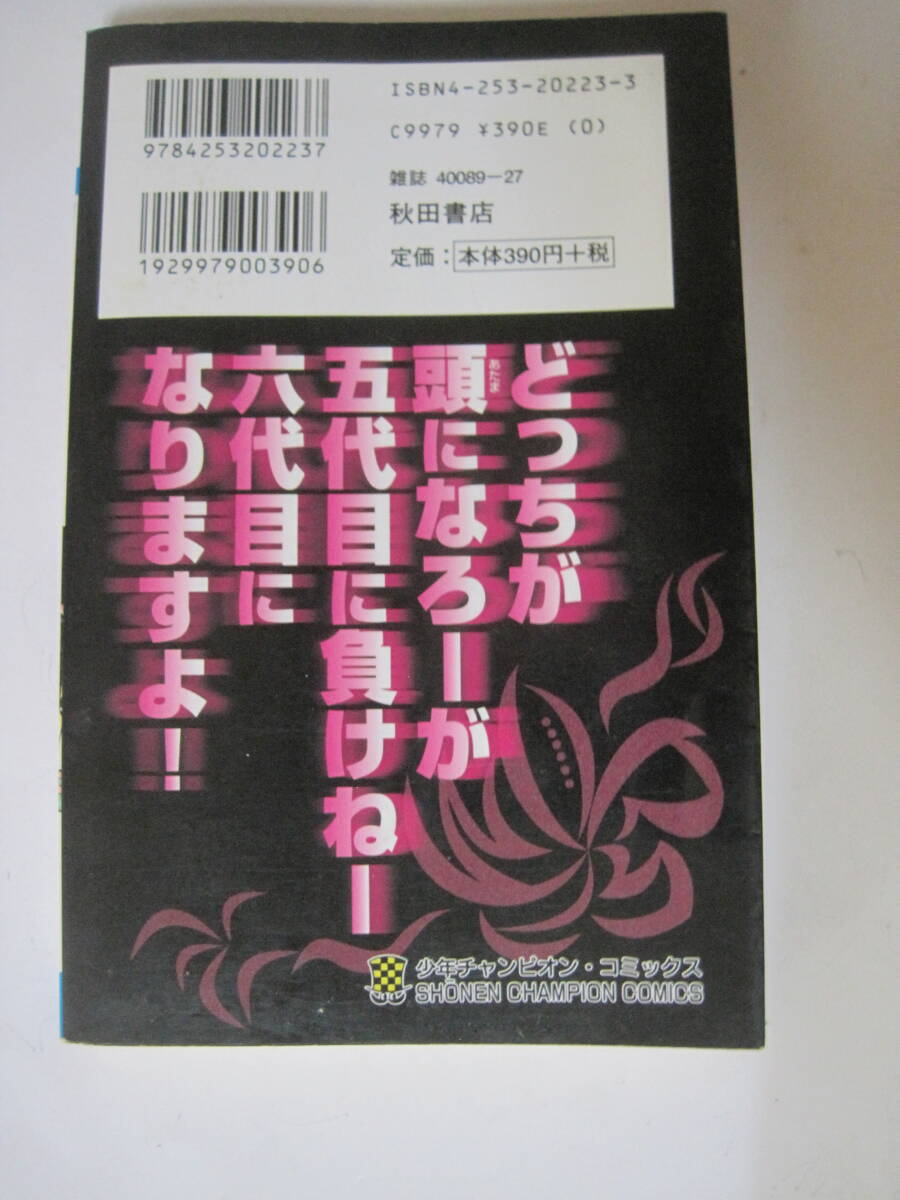 9784253202237
1929979003906
ISBN4-253-20223-3
C9979 ¥390E (0)
雑誌 40089-27
秋田書店
定価：本体390円+税
どっちが
頭になろーが
あたま
五代目に負けねー
六代目に
なりますよ！
少年チャンピオン・コミックス
SHŌNEN CHAMPION COMICS